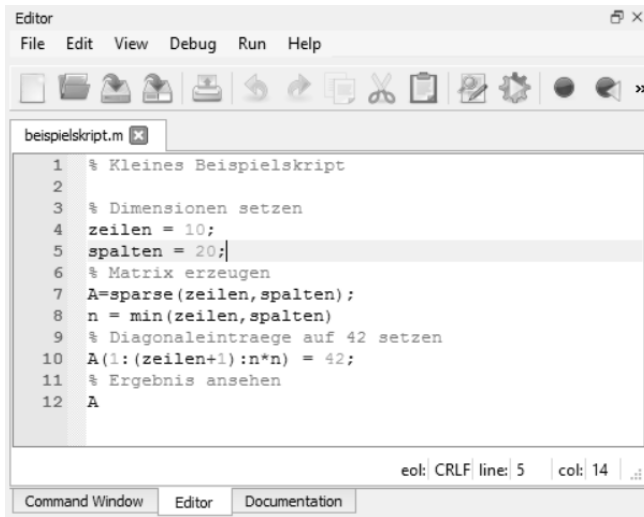 Editor
File Edit View Debug Run Help
»
beispielskript.m
1 % Kleines Beispielskript
2
3 % Dimensionen setzen
4 zeilen = 10;
5 spalten = 20;
6 % Matrix erzeugen
7 A=sparse(zeilen,spalten);
8 n = min(zeilen,spalten)
9 % Diagonaleintraege auf 42 setzen
10 A(1:(zeilen+1):n*n) = 42;
11 % Ergebnis ansehen
12 A
eol: CRLF line: 5 col: 14
Command Window Editor Documentation